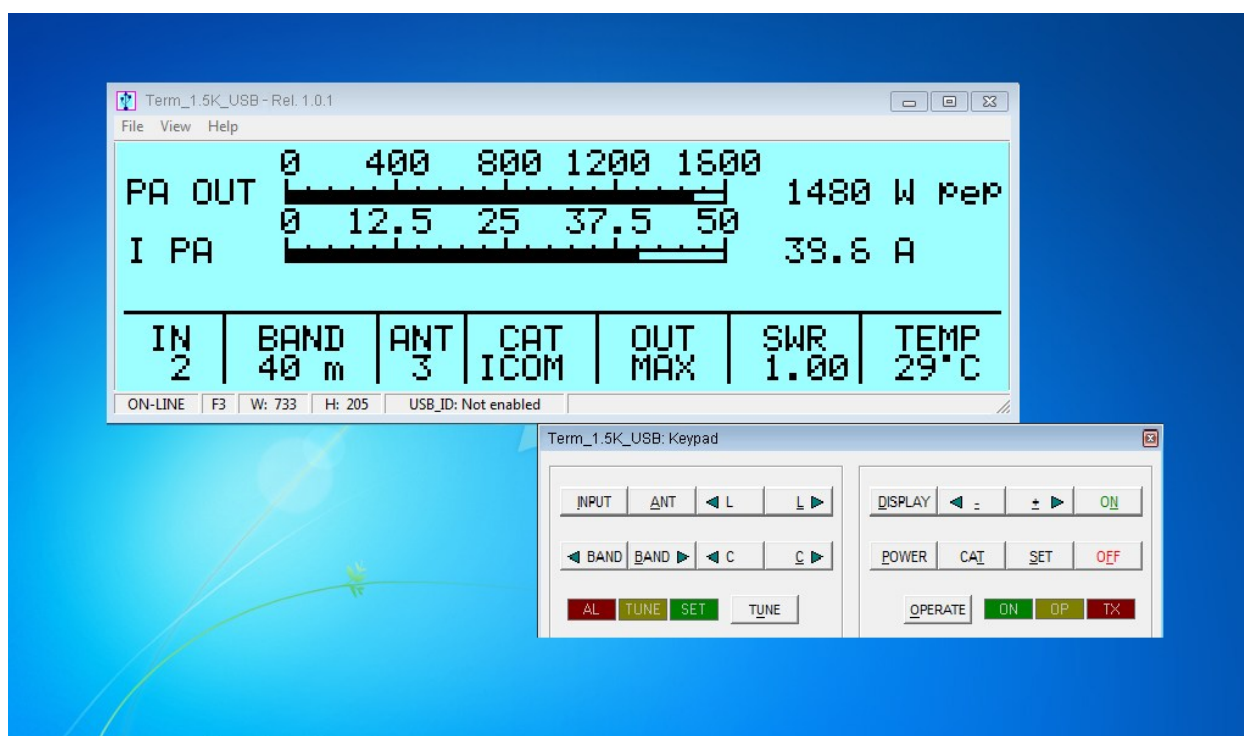 Term_1.5K_USB - Rel. 1.0.1
File View Help
0 400 800 1200 1600
PA OUT 1480 W pep
0 12.5 25 37.5 50
I PA 39.6 A
IN BAND ANT CAT OUT SWR TEMP
2 40 m 3 ICOM MAX 1.00 29°C
ON-LINE F3 W: 733 H: 205 USB_ID: Not enabled
Term_1.5K_USB: Keypad
INPUT ANT L L DISPLAY - + ON
BAND BAND C C POWER CAT SET OFF
AL TUNE SET TUNE OPERATE ON OP TX